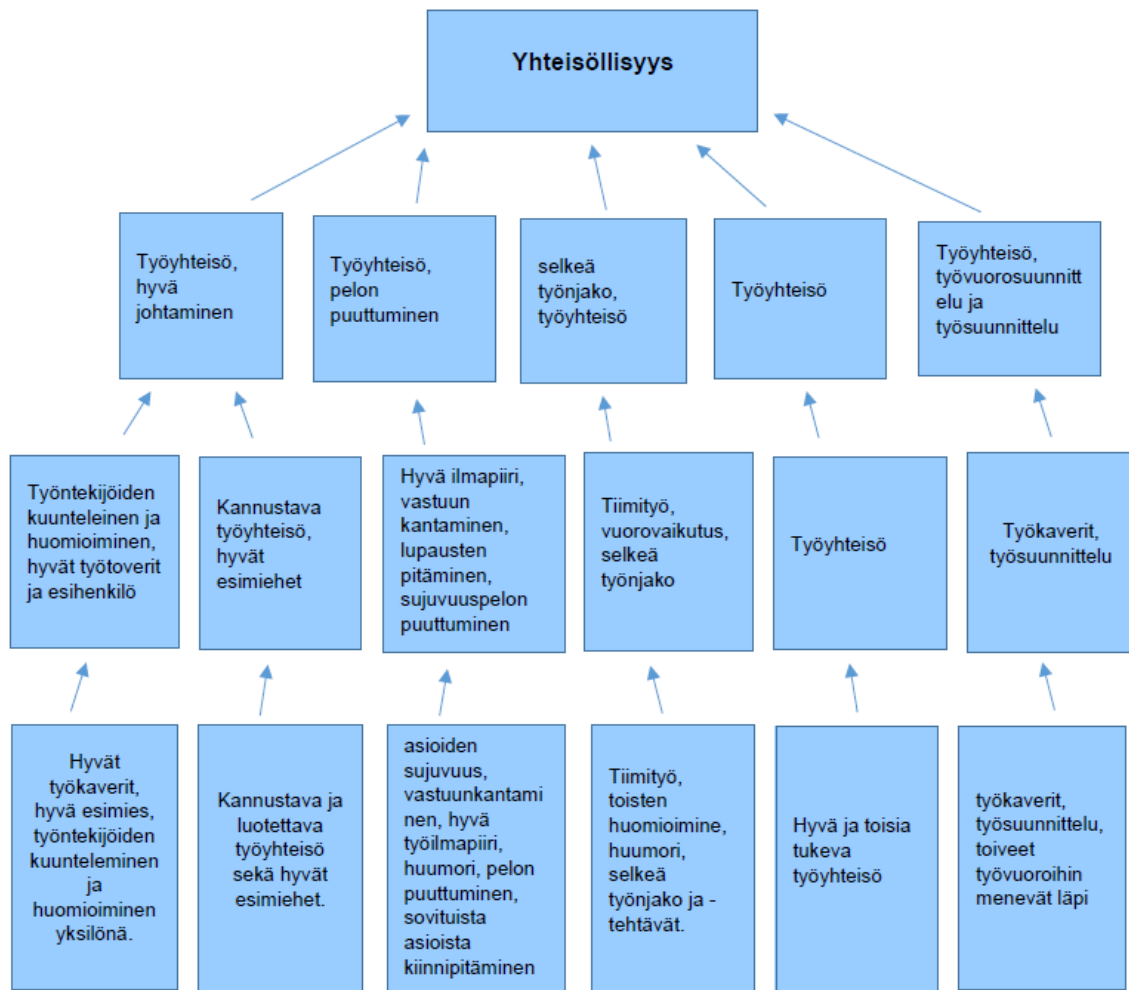 Yhteisöllisyys
Työyhteisö,
hyvä
johtaminen
Työyhteisö,
pelon
puuttuminen
selkeä
työnjako,
työyhteisö
Työyhteisö
Työyhteisö,
työvuorosuunnitt
elu ja
työsuunnittelu
Työntekijöiden
kuunteleinen ja
huomioiminen,
hyvät työtoverit
ja esihenkilö
Kannustava
työyhteisö,
hyvät
esimiehet
Hyvä ilmapiiri,
vastuun
kantaminen,
lupausten
pitäminen,
sujuvuuspelon
puuttuminen
Tiimityö,
vuorovaikutus,
selkeä
työnjako
Työyhteisö
Työkaverit,
työsuunnittelu
Hyvät
työkaverit,
hyvä esimies,
työntekijöiden
kuunteleminen
ja
huomioiminen
yksilönä.
Kannustava ja
luotettava
työyhteisö
sekä hyvät
esimiehet.
asioiden
sujuvuus,
vastuunkantami
nen, hyvä
työilmapiiri,
huumori, pelon
puuttuminen,
sovituista
asioista
kiinnipitäminen
Tiimityö,
toisten
huomioimine,
huumori,
selkeä
työnjako ja -
tehtävät.
Hyvä ja toisia
tukeva
työyhteisö
työkaverit,
työsuunnittelu,
toiveet
työvuoroihin
menevät läpi